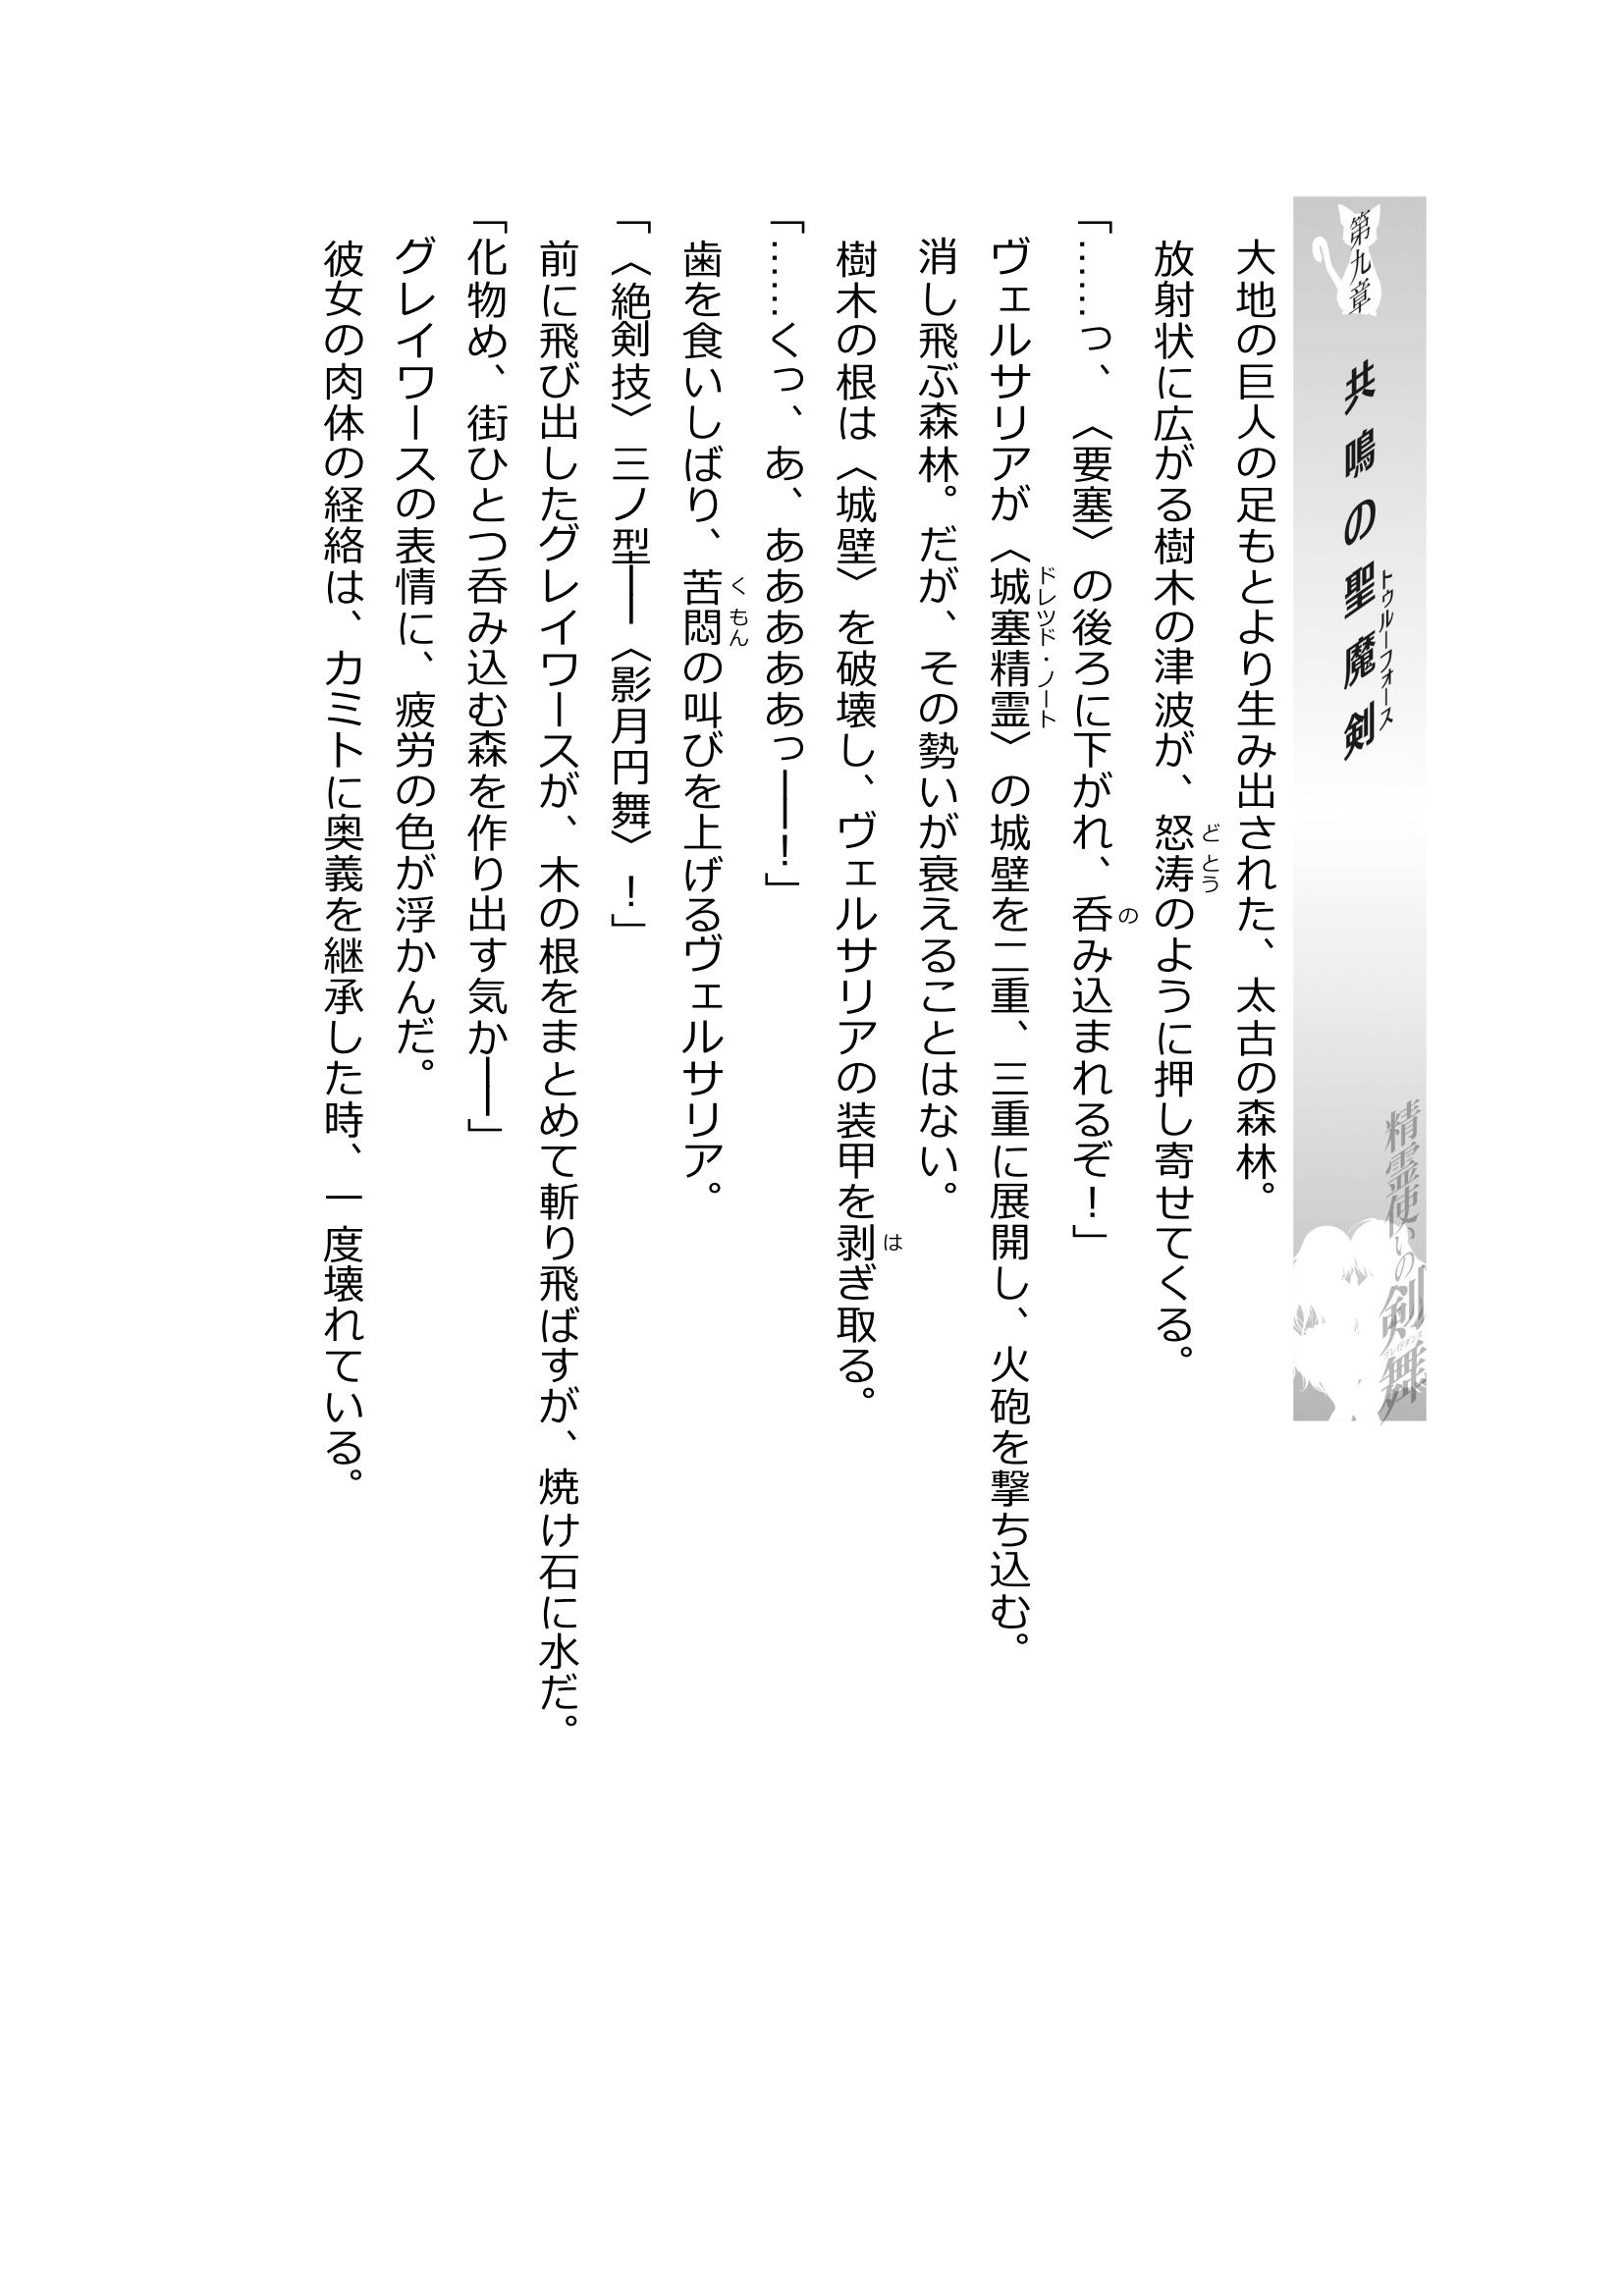 第九章
共鳴の聖魔剣
トゥルーフォース
精霊使いの剣舞
ブレイドダンス
大地の巨人の足もとより生み出された、太古の森林。
放射状に広がる樹木の津波が、怒涛のように押し寄せてくる。
どとう
「……っ、〈要塞〉の後ろに下がれ、呑み込まれるぞ！」
の
ヴェルサリアが〈城塞精霊〉の城壁を二重、三重に展開し、火砲を撃ち込む。
ドレッド・ノート
消し飛ぶ森林。だが、その勢いが衰えることはない。
樹木の根は〈城壁〉を破壊し、ヴェルサリアの装甲を剥ぎ取る。
は
「……くっ、あ、あああああっ――！」
歯を食いしばり、苦悶の叫びを上げるヴェルサリア。
くもん
「〈絶剣技〉三ノ型――〈影月円舞〉！」
前に飛び出したグレイワースが、木の根をまとめて斬り飛ばすが、焼け石に水だ。
「化物め、街ひとつ呑み込む森を作り出す気か――」
グレイワースの表情に、疲労の色が浮かんだ。
彼女の肉体の経絡は、カミトに奥義を継承した時、一度壊れている。